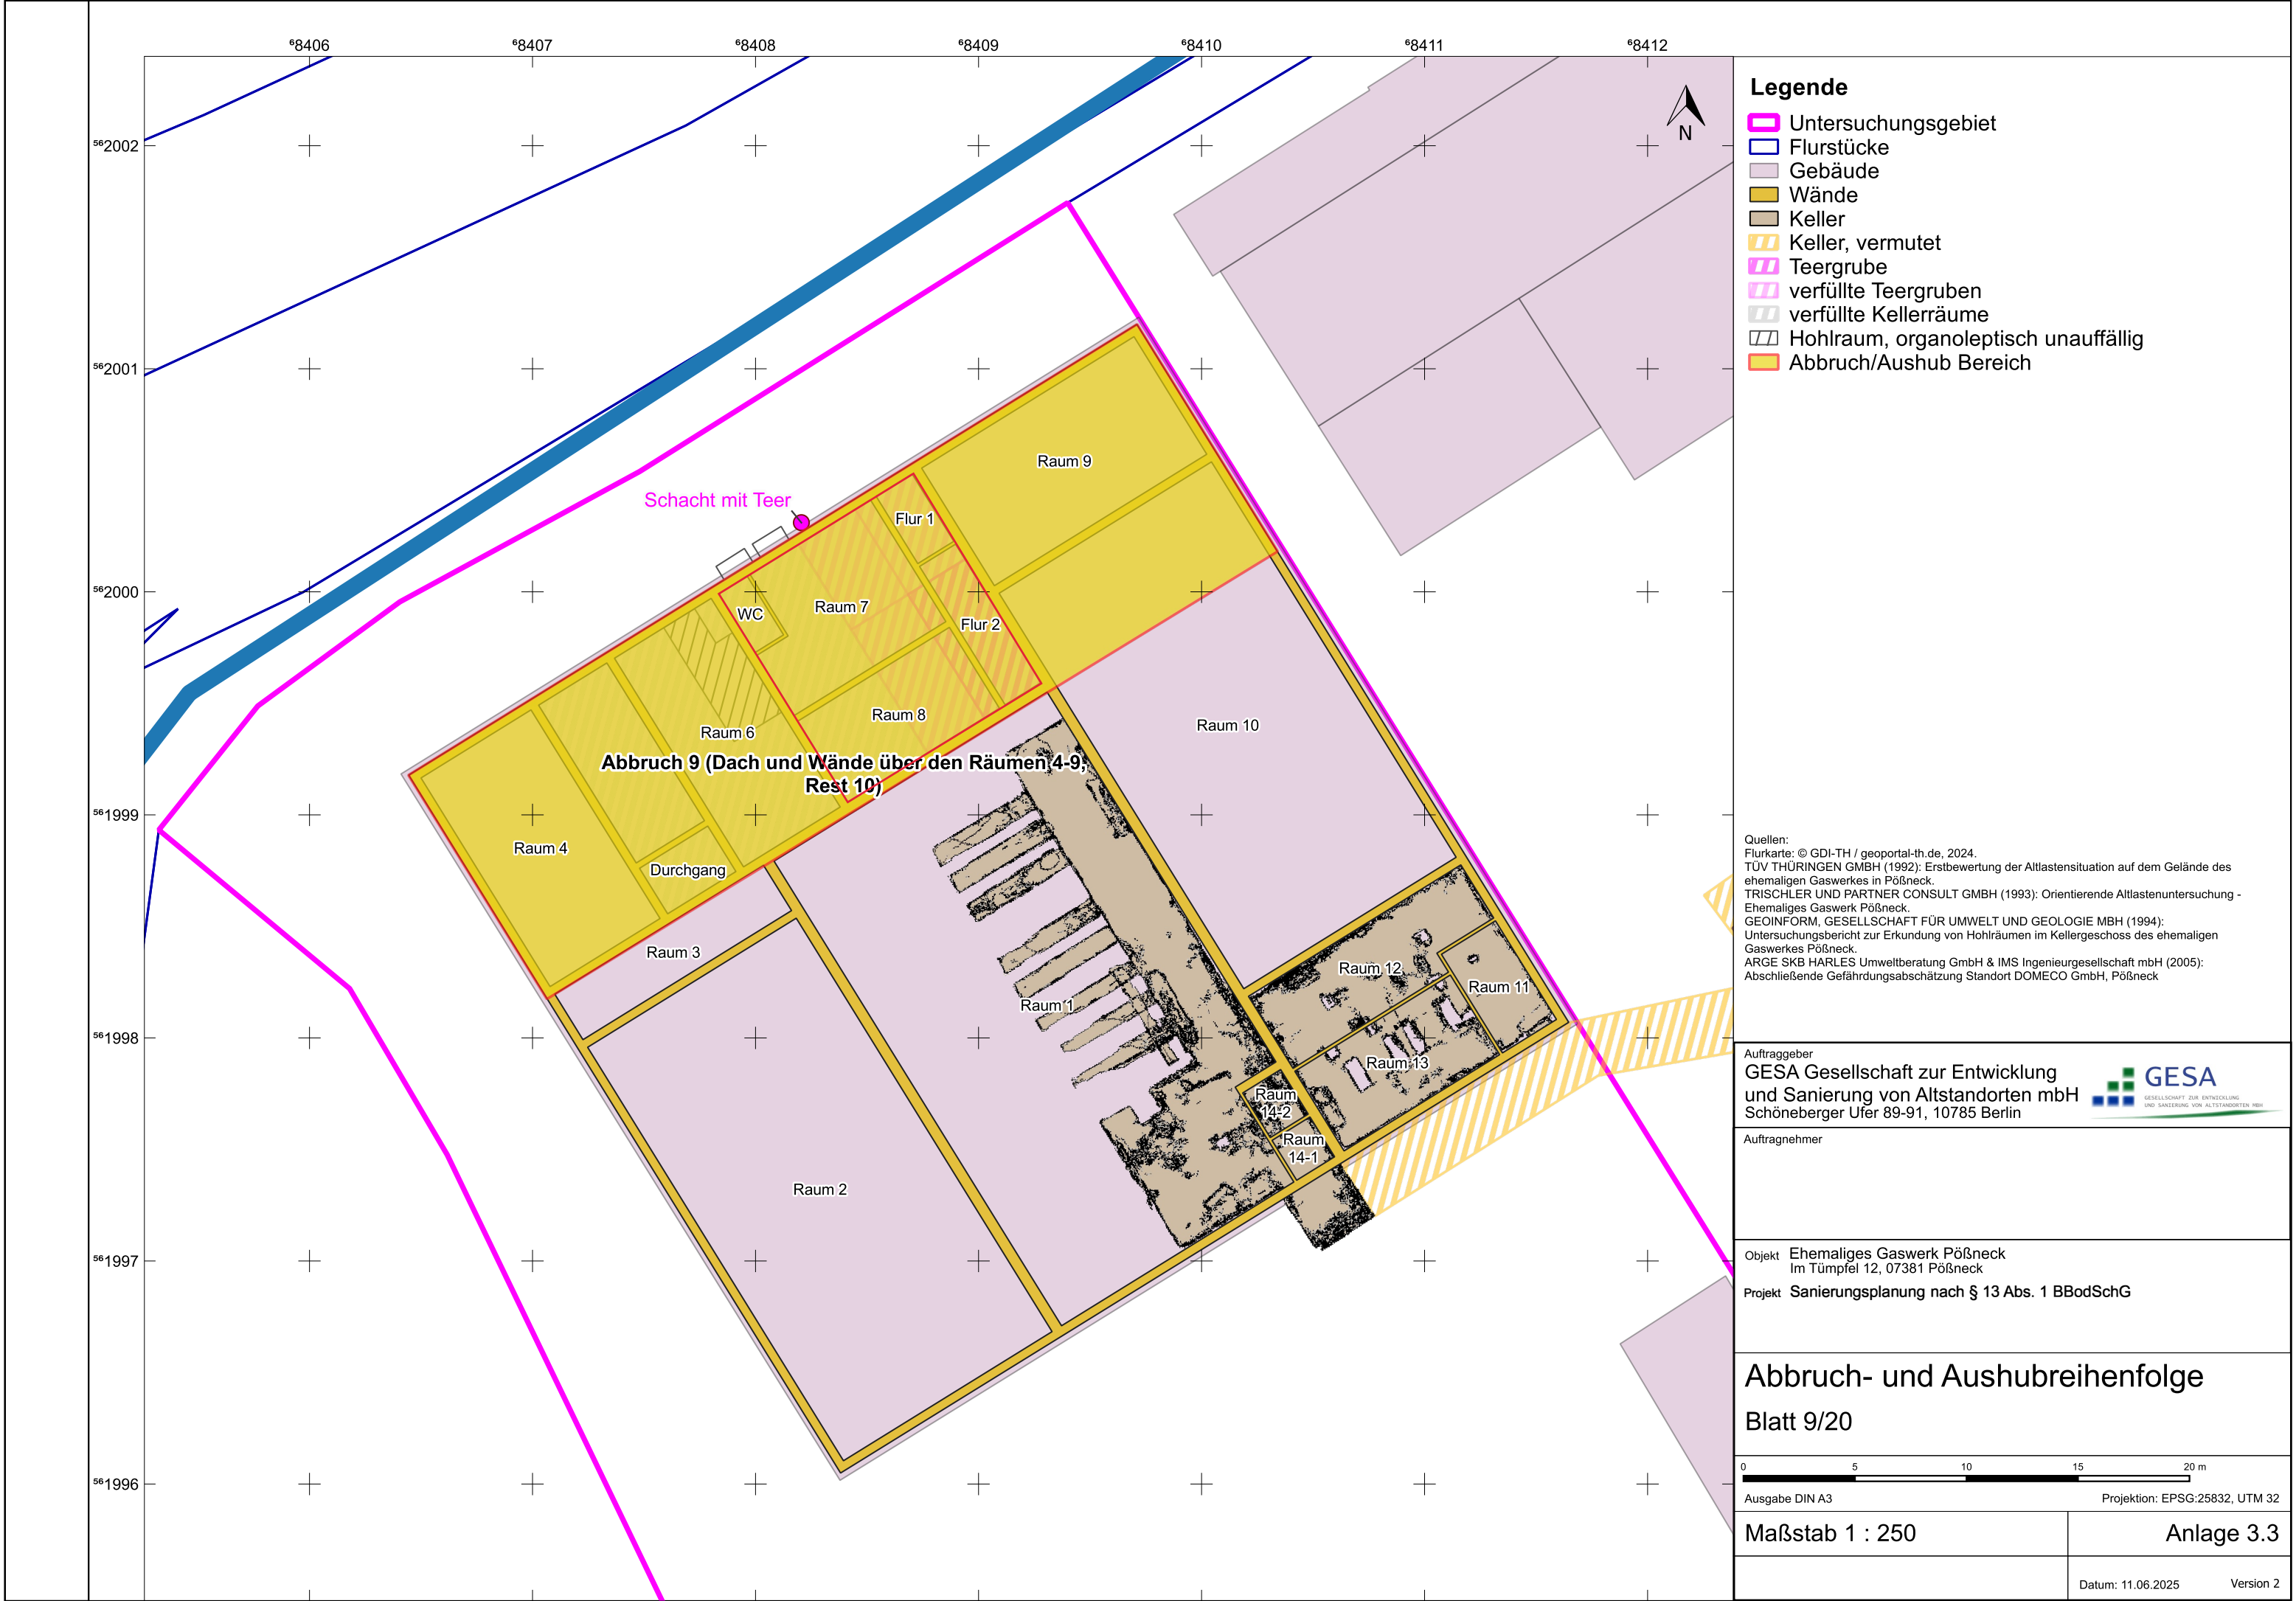 ⁶8406
⁶8407
⁶8408
⁶8409
⁶8410
⁶8411
⁶8412
⁵⁶2002
⁵⁶2001
⁵⁶2000
⁵⁶1999
⁵⁶1998
⁵⁶1997
⁵⁶1996
N
Raum 9
Schacht mit Teer
Flur 1
WC
Raum 7
Flur 2
Raum 8
Raum 6
Raum 10
Abbruch 9 (Dach und Wände über den Räumen 4-9,
Rest 10)
Raum 4
Durchgang
Raum 3
Raum 12
Raum 11
Raum 1
Raum 13
Raum
14-2
Raum
14-1
Raum 2
Legende
Untersuchungsgebiet
Flurstücke
Gebäude
Wände
Keller
Keller, vermutet
Teergrube
verfüllte Teergruben
verfüllte Kellerräume
Hohlraum, organoleptisch unauffällig
Abbruch/Aushub Bereich
Quellen:
Flurkarte: © GDI-TH / geoportal-th.de, 2024.
TÜV THÜRINGEN GMBH (1992): Erstbewertung der Altlastensituation auf dem Gelände des
ehemaligen Gaswerkes in Pößneck.
TRISCHLER UND PARTNER CONSULT GMBH (1993): Orientierende Altlastenuntersuchung -
Ehemaliges Gaswerk Pößneck.
GEOINFORM, GESELLSCHAFT FÜR UMWELT UND GEOLOGIE MBH (1994):
Untersuchungsbericht zur Erkundung von Hohlräumen im Kellergeschoss des ehemaligen
Gaswerkes Pößneck.
ARGE SKB HARLES Umweltberatung GmbH & IMS Ingenieurgesellschaft mbH (2005):
Abschließende Gefährdungsabschätzung Standort DOMECO GmbH, Pößneck
Auftraggeber
GESA Gesellschaft zur Entwicklung
und Sanierung von Altstandorten mbH
Schöneberger Ufer 89-91, 10785 Berlin
GESA
GESELLSCHAFT ZUR ENTWICKLUNG
UND SANIERUNG VON ALTSTANDORTEN MBH
Auftragnehmer
Objekt Ehemaliges Gaswerk Pößneck
Im Tümpfel 12, 07381 Pößneck
Projekt Sanierungsplanung nach § 13 Abs. 1 BBodSchG
Abbruch- und Aushubreihenfolge
Blatt 9/20
0 5 10 15 20 m
Ausgabe DIN A3
Projektion: EPSG:25832, UTM 32
Maßstab 1 : 250
Anlage 3.3
Datum: 11.06.2025
Version 2